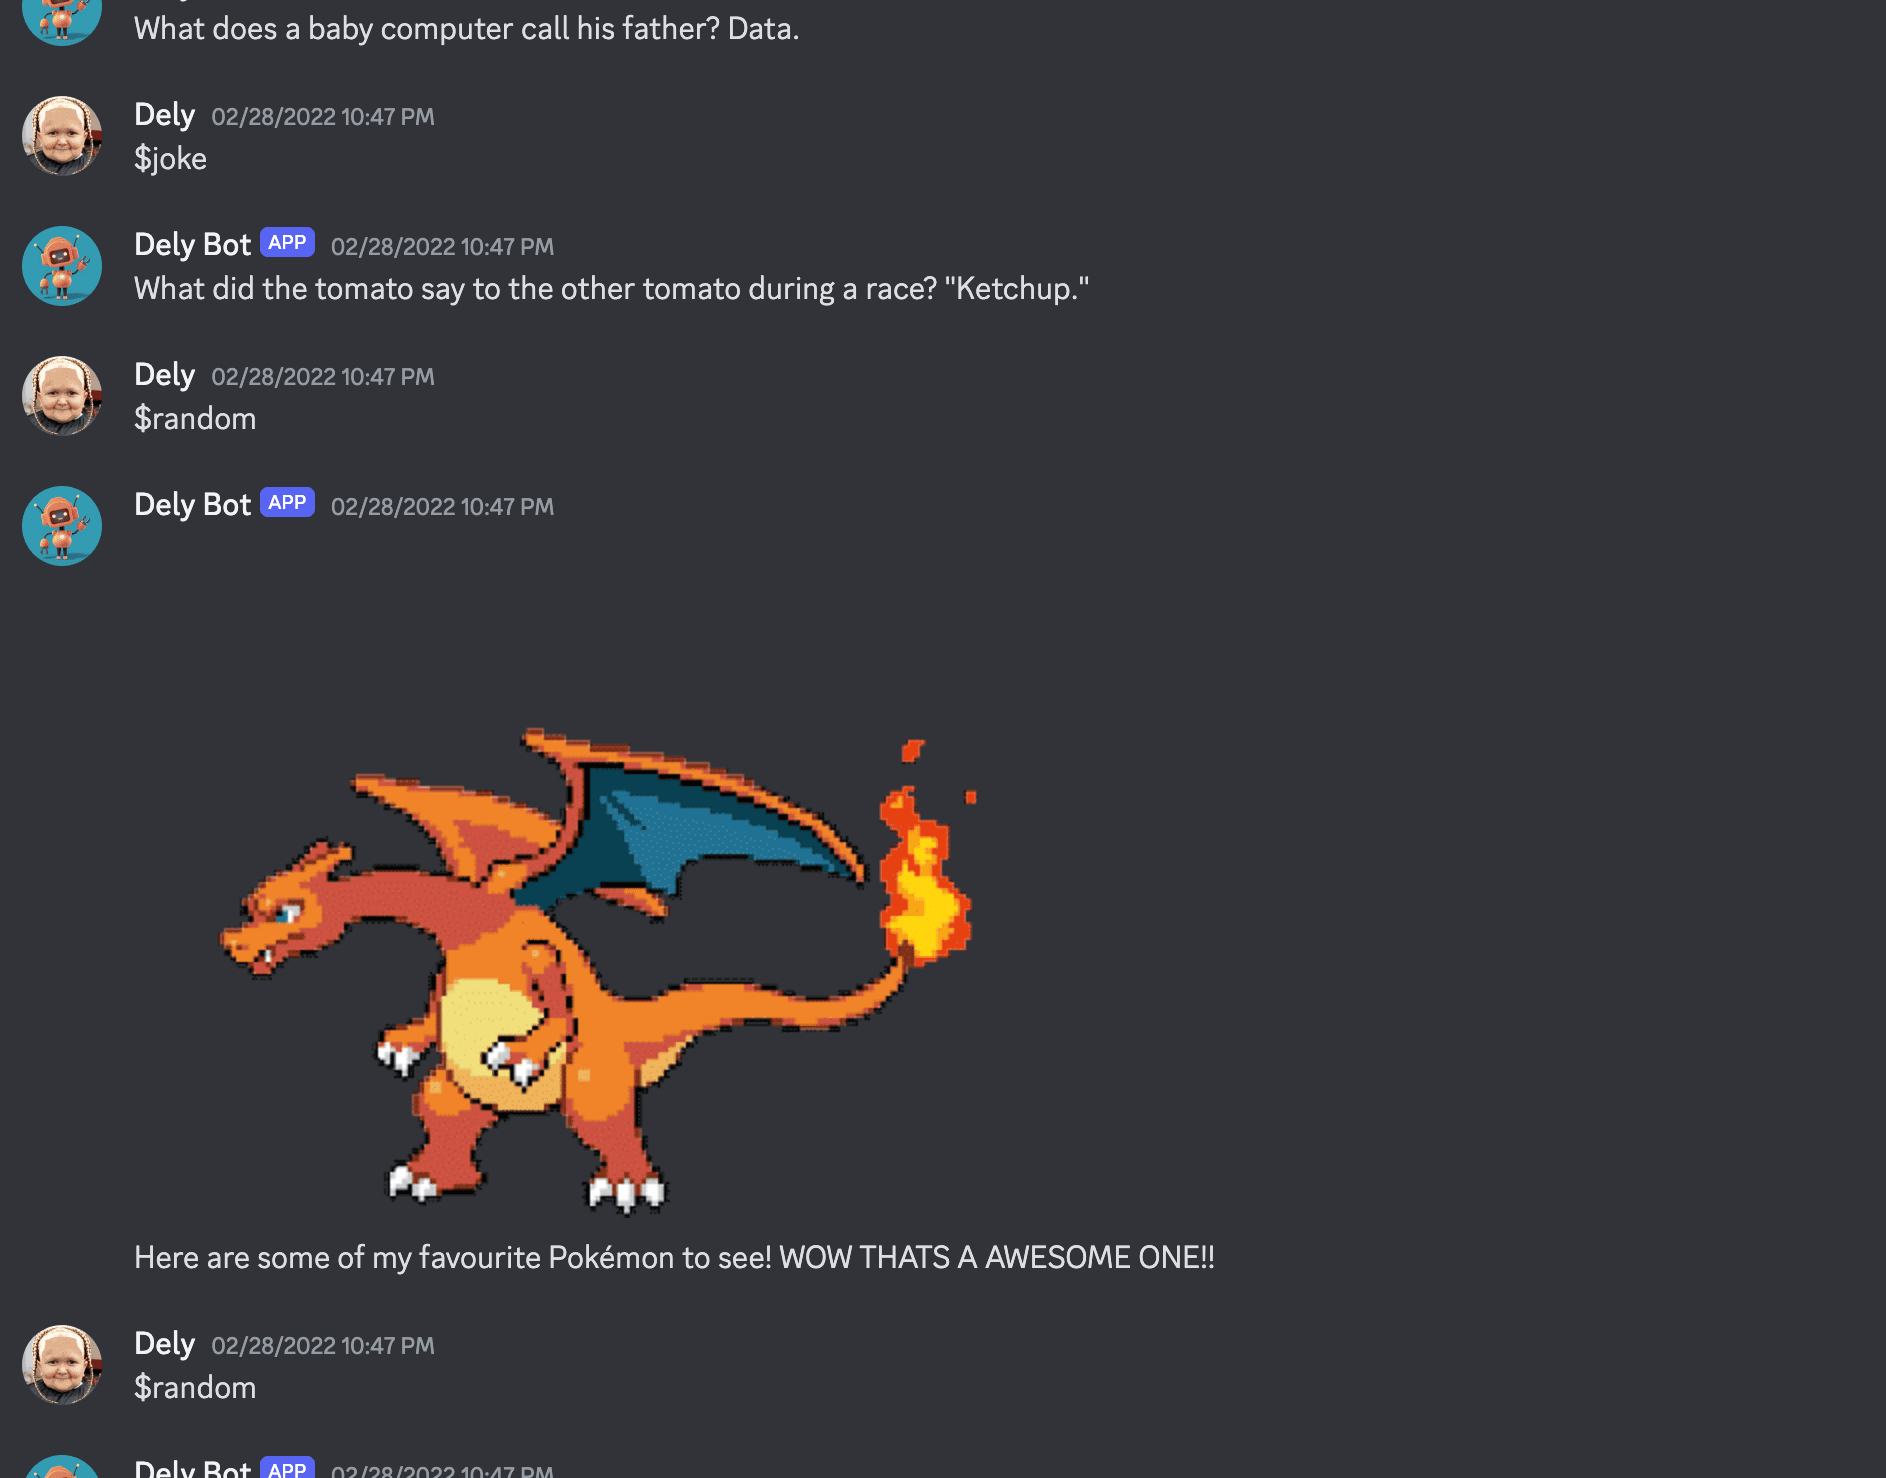 What does a baby computer call his father? Data.
Dely 02/28/2022 10:47 PM
$joke
Dely Bot APP 02/28/2022 10:47 PM
What did the tomato say to the other tomato during a race? "Ketchup."
Dely 02/28/2022 10:47 PM
$random
Dely Bot APP 02/28/2022 10:47 PM
Here are some of my favourite Pokémon to see! WOW THATS A AWESOME ONE!!
Dely 02/28/2022 10:47 PM
$random
Dely Bot APP 02/28/2022 10:47 PM